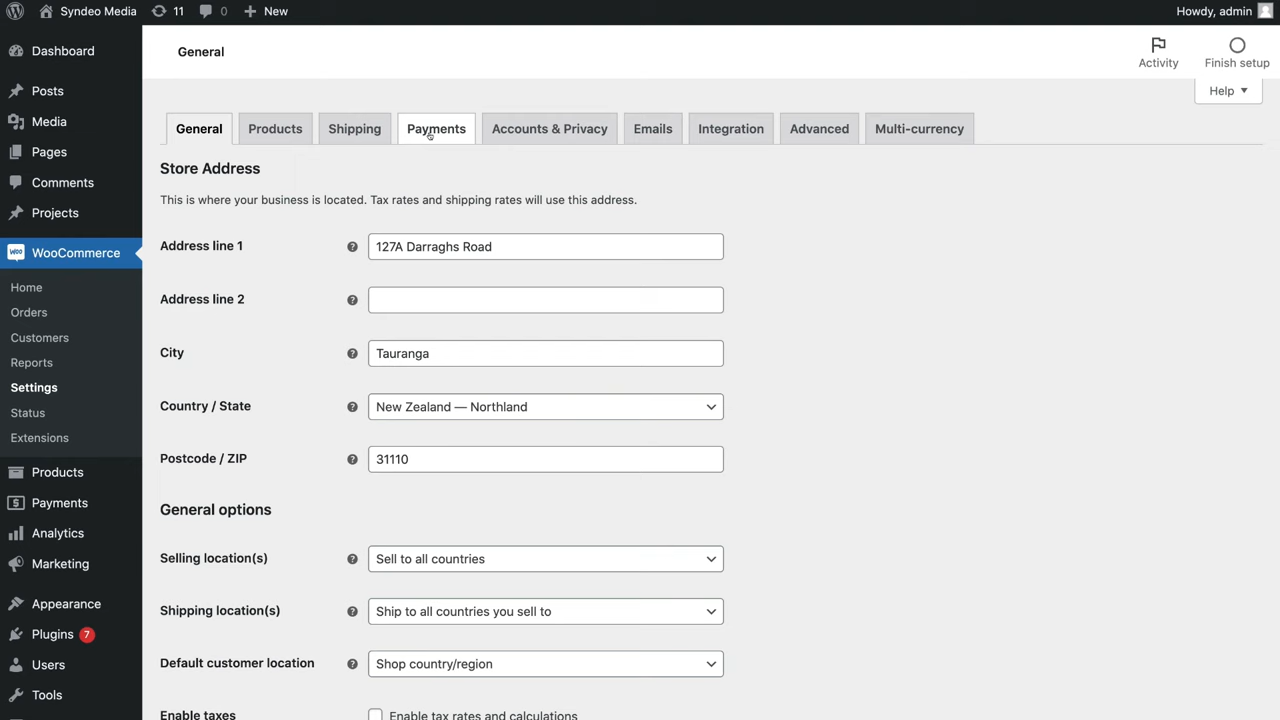 Syndeo Media
11
0
New
Howdy, admin
Dashboard
Posts
Media
Pages
Comments
Projects
Woo
WooCommerce
Home
Orders
Customers
Reports
Settings
Status
Extensions
Products
Payments
Analytics
Marketing
Appearance
Plugins 7
Users
Tools
General
Activity
Finish setup
Help
General
Products
Shipping
Payments
Accounts & Privacy
Emails
Integration
Advanced
Multi-currency
Store Address
This is where your business is located. Tax rates and shipping rates will use this address.
Address line 1
127A Darraghs Road
Address line 2
City
Tauranga
Country / State
New Zealand — Northland
Postcode / ZIP
31110
General options
Selling location(s)
Sell to all countries
Shipping location(s)
Ship to all countries you sell to
Default customer location
Shop country/region
Enable taxes
Enable tax rates and calculations